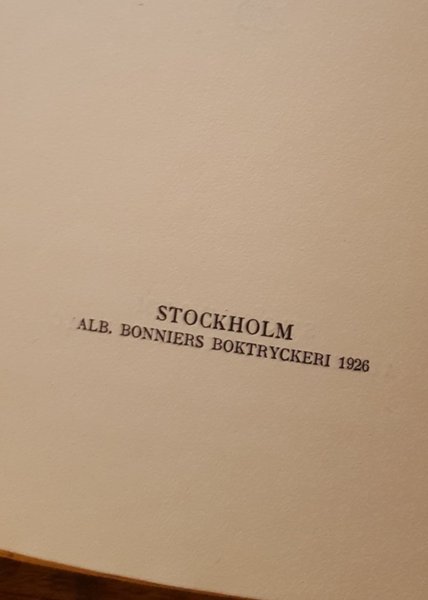 STOCKHOLM
ALB. BONNIERS BOKTRYCKERI 1926